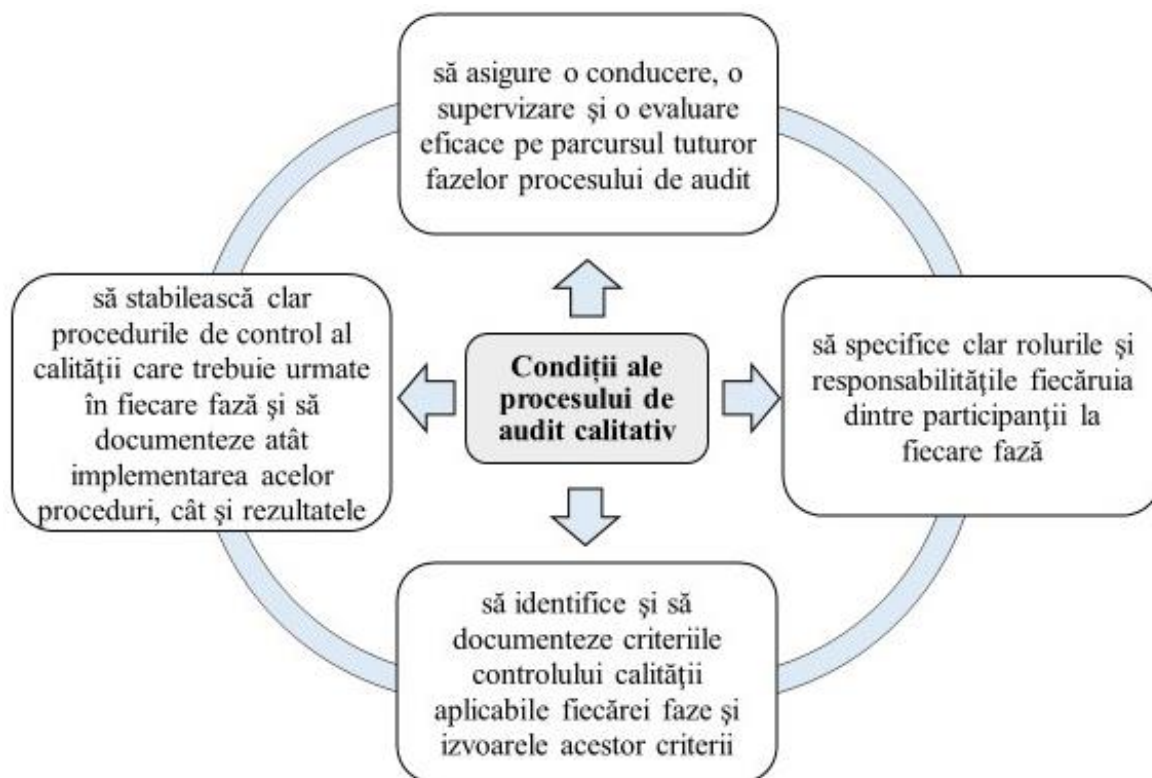 să asigure o conducere, o
supervizare şi o evaluare
eficace pe parcursul tuturor
fazelor procesului de audit
să stabilească clar
procedurile de control al
calităţii care trebuie urmate
în fiecare fază şi să
documenteze atât
implementarea acelor
proceduri, cât şi rezultatele
Condiții ale
procesului de
audit calitativ
să specifice clar rolurile şi
responsabilităţile fiecăruia
dintre participanţii la
fiecare fază
să identifice şi să
documenteze criteriile
controlului calităţii
aplicabile fiecărei faze şi
izvoarele acestor criterii